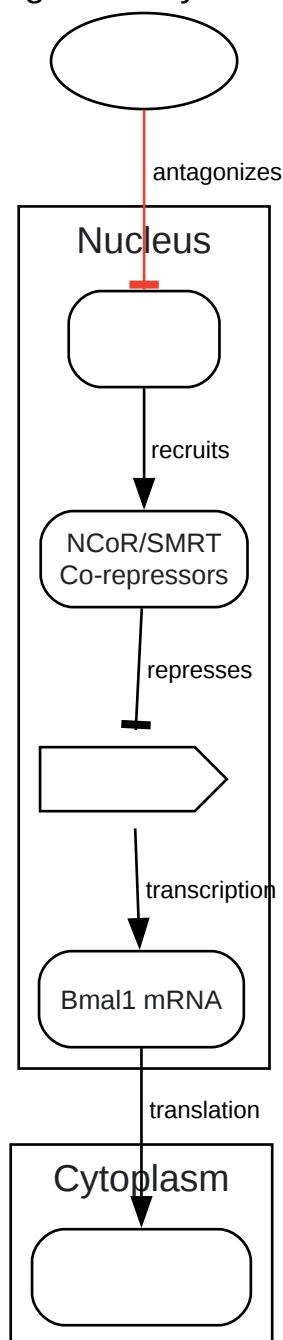 antagonizes
Nucleus
recruits
NCoR/SMRT
Co-repressors
represses
transcription
Bmal1 mRNA
translation
Cytoplasm